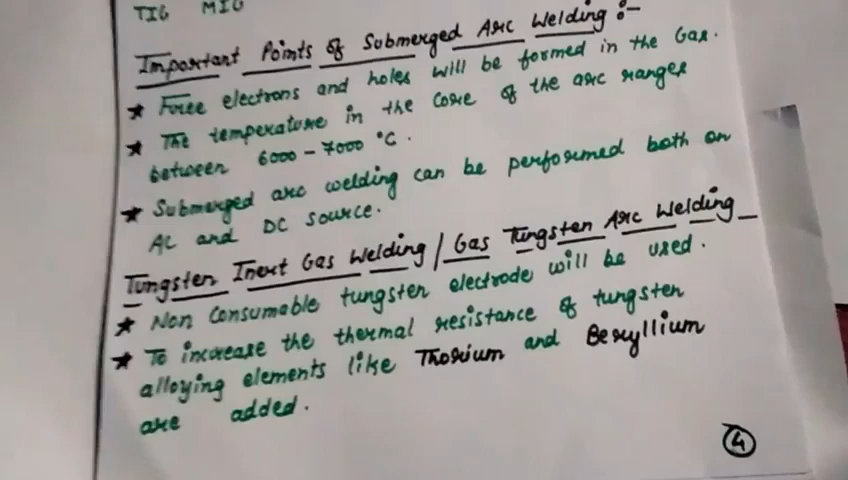 TIG MIG
Important Points of Submerged Arc Welding :-
★ Free electrons and holes will be formed in the Gas.
★ The temperature in the core of the arc ranges
between 6000 - 7000 °C.
★ Submerged arc welding can be performed both on
AC and DC source.
Tungsten Inert Gas Welding / Gas Tungsten Arc Welding
★ Non Consumable tungsten electrode will be used.
★ To increase the thermal resistance of tungsten
alloying elements like Thorium and Beryllium
are added.
4